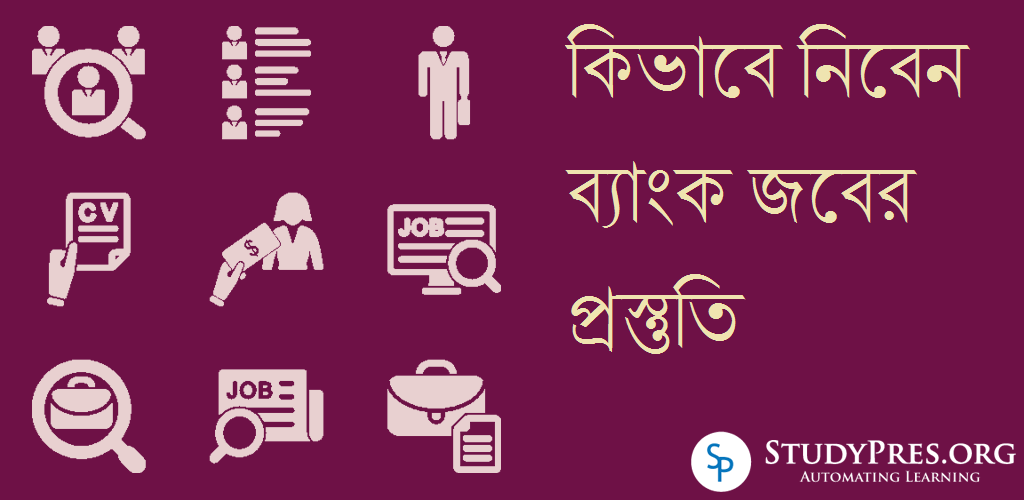 কিভাবে নিবেন
ব্যাংক জবের
প্রস্তুতি
CV
$
JOB
JOB
SP
STUDYPRES.ORG
AUTOMATING LEARNING